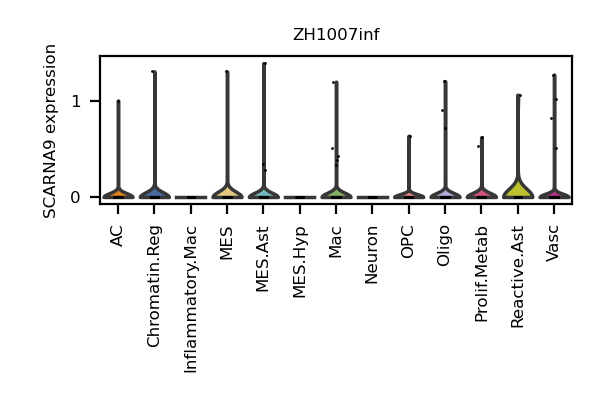 ZH1007inf
SCARNA9 expression
1
0
AC
Chromatin.Reg
Inflammatory.Mac
MES
MES.Ast
MES.Hyp
Mac
Neuron
OPC
Oligo
Prolif.Metab
Reactive.Ast
Vasc